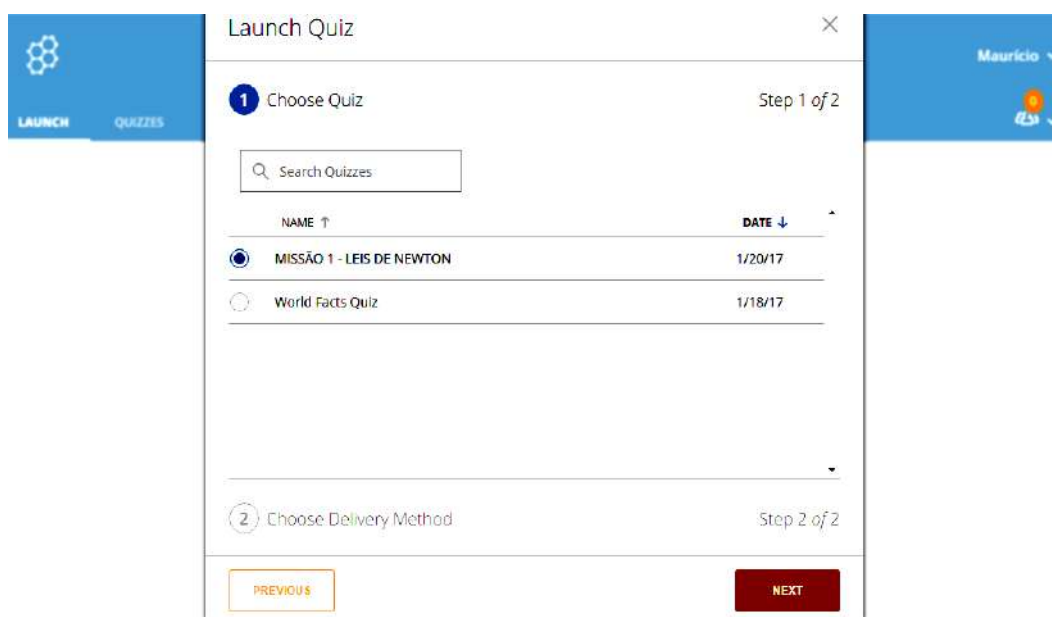 Launch Quiz
Maurício
1 Choose Quiz Step 1 of 2
LAUNCH QUIZZES
0
Search Quizzes
NAME ↑ DATE ↓
MISSÃO 1 - LEIS DE NEWTON 1/20/17
World Facts Quiz 1/18/17
2 Choose Delivery Method Step 2 of 2
PREVIOUS NEXT